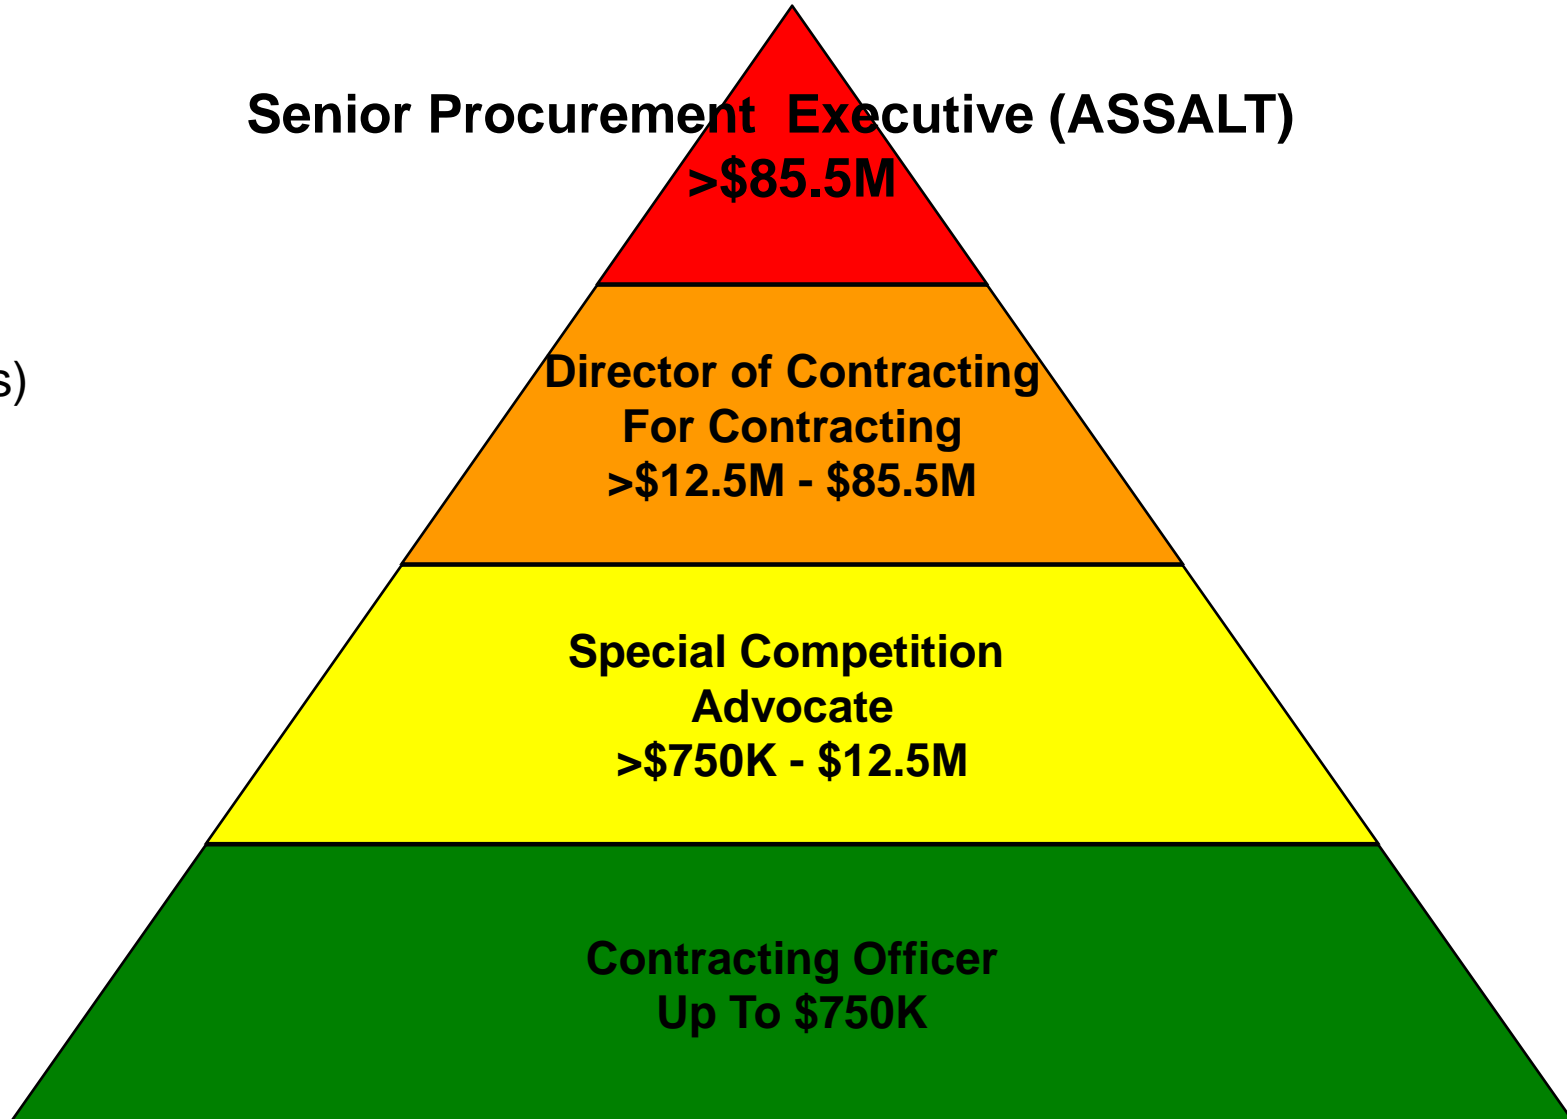 Senior Procurement Executive (ASSALT)
>$85.5M
s)
Director of Contracting
For Contracting
>$12.5M - $85.5M
Special Competition
Advocate
>$750K - $12.5M
Contracting Officer
Up To $750K